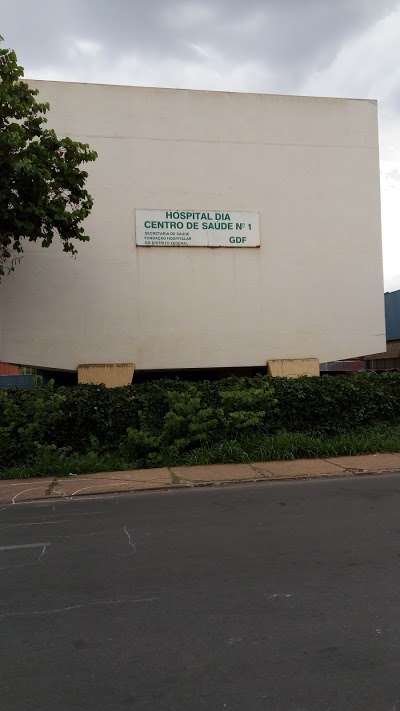 HOSPITAL DIA
CENTRO DE SAÚDE Nº 1
SECRETARIA DE SAÚDE
FUNDAÇÃO HOSPITALAR
DO DISTRITO FEDERAL
GDF